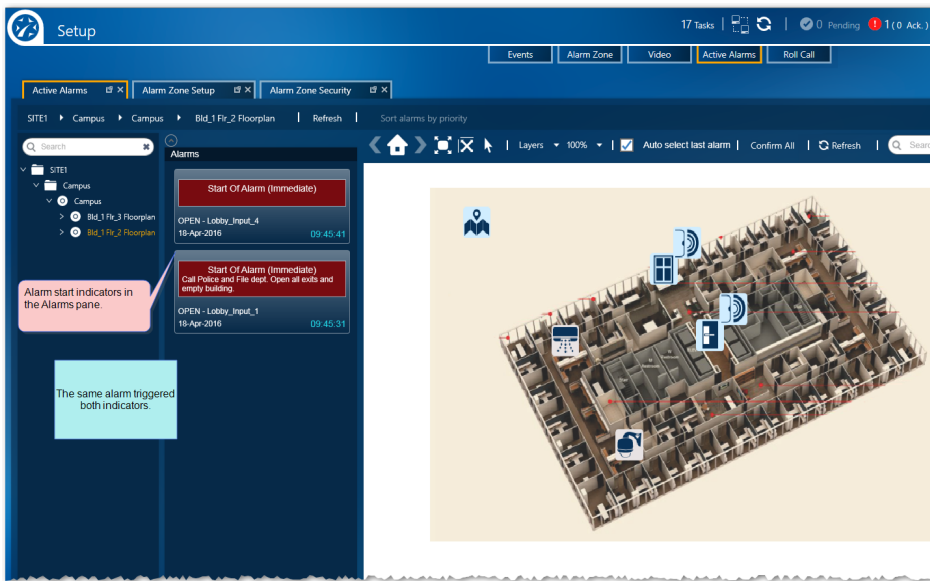 Setup
17 Tasks
0 Pending
1 ( 0 Ack. )
Events
Alarm Zone
Video
Active Alarms
Roll Call
Active Alarms
Alarm Zone Setup
Alarm Zone Security
SITE1 Campus Campus Bld_1 Flr_2 Floorplan Refresh Sort alarms by priority
Search
Alarms
Layers 100% Auto select last alarm Confirm All Refresh
SITE1
Campus
Campus
Bld_1 Flr_3 Floorplan
Bld_1 Flr_2 Floorplan
Start Of Alarm (Immediate)
OPEN - Lobby_Input_4
18-Apr-2016 09:45:41
Start Of Alarm (Immediate)
Call Police and File dept. Open all exits and
empty building.
OPEN - Lobby_Input_1
18-Apr-2016 09:45:31
Alarm start indicators in
the Alarms pane.
The same alarm triggered
both indicators.